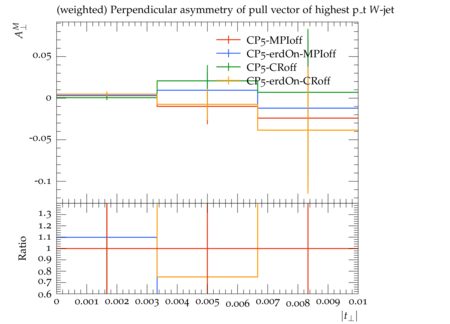 (weighted) Perpendicular asymmetry of pull vector of highest p_t W-jet
A_⊥^M
CP5-MPIoff
CP5-erdOn-MPIoff
CP5-CRoff
CP5-erdOn-CRoff
0.05
0
-0.05
-0.1
Ratio
1.3
1.2
1.1
1
0.9
0.8
0.7
0.6
0 0.001 0.002 0.003 0.004 0.005 0.006 0.007 0.008 0.009 0.01
|t_⊥|